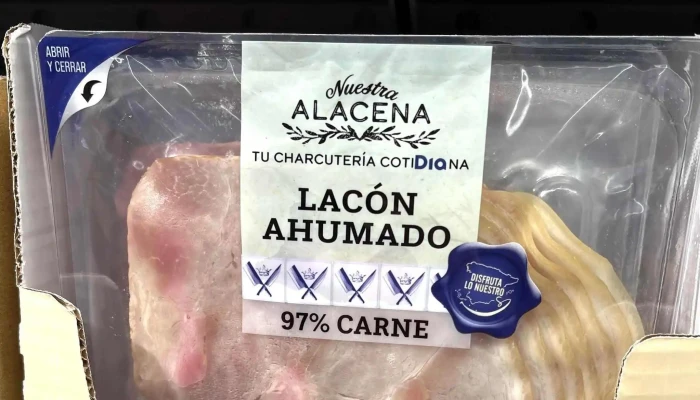 ABRIR
Y CERRAR
Nuestra
ALACENA
TU CHARCUTERÍA COTIDIANA
LACÓN
AHUMADO
DISFRUTA
LO NUESTRO
97% CARNE